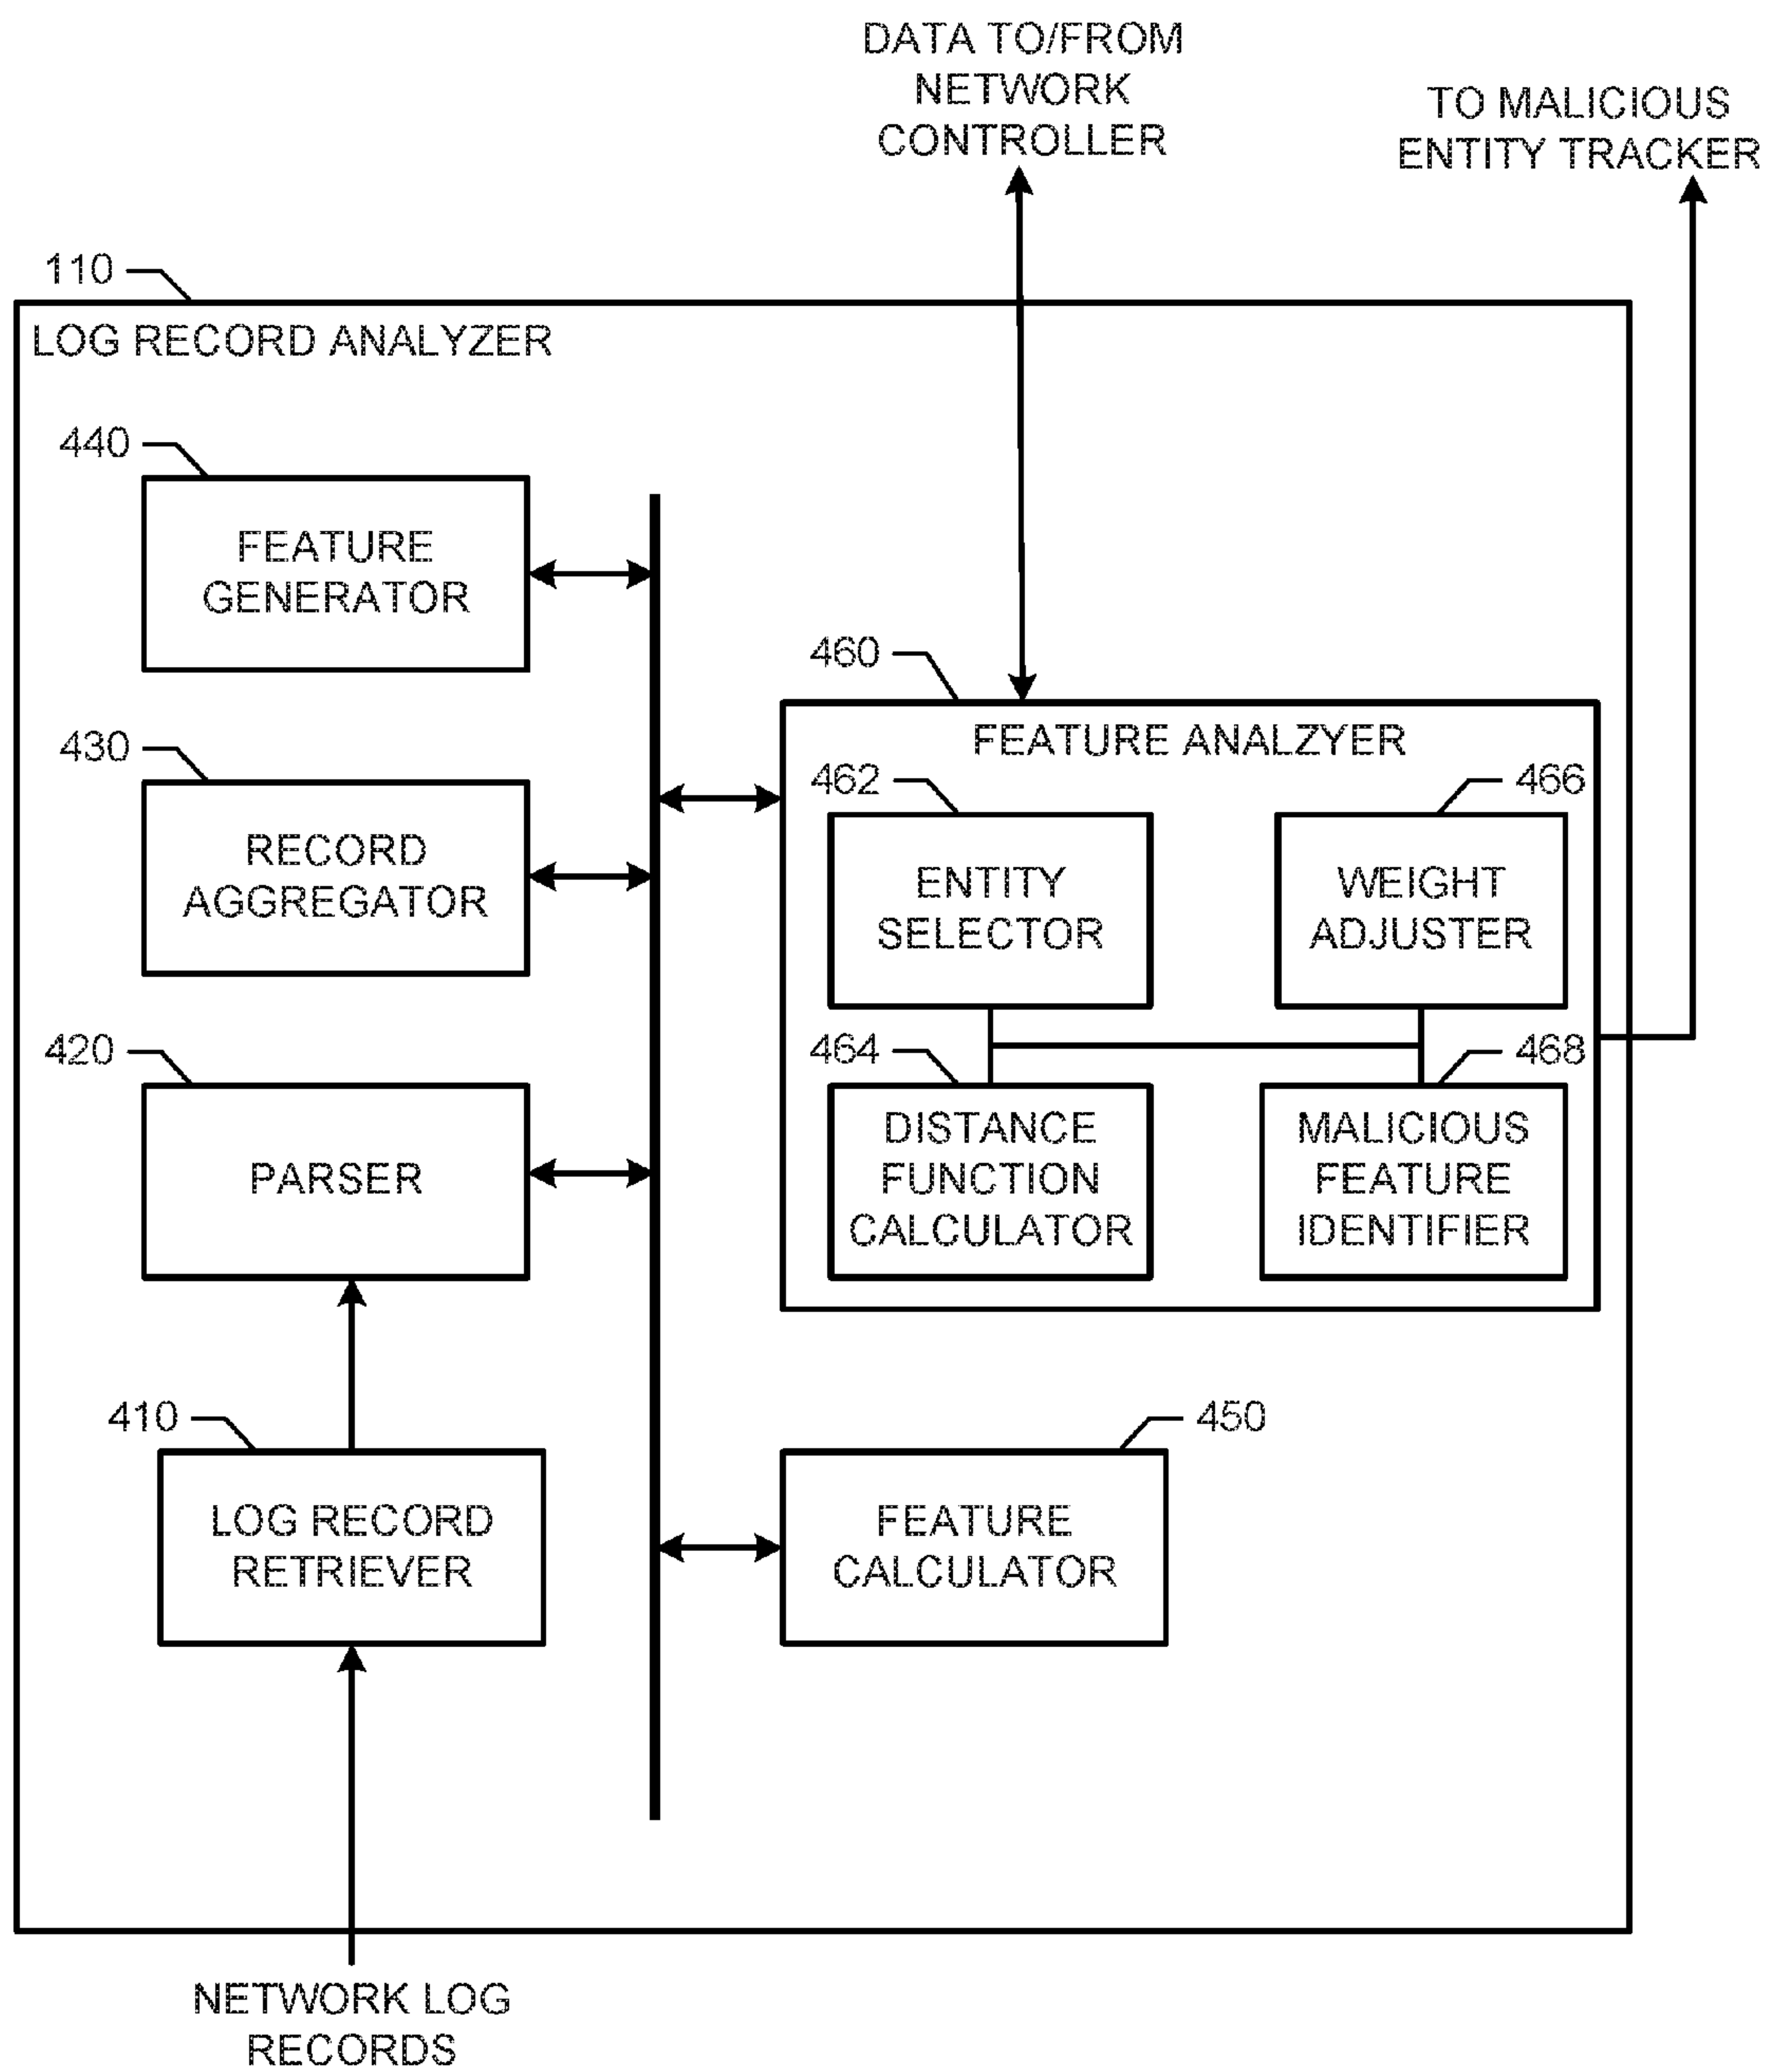 DATA TO/FROM
NETWORK
CONTROLLER
TO MALICIOUS
ENTITY TRACKER
110
LOG RECORD ANALYZER
440
FEATURE
GENERATOR
460
FEATURE ANALZYER
430
RECORD
AGGREGATOR
462
ENTITY
SELECTOR
466
WEIGHT
ADJUSTER
420
PARSER
464
DISTANCE
FUNCTION
CALCULATOR
468
MALICIOUS
FEATURE
IDENTIFIER
410
LOG RECORD
RETRIEVER
450
FEATURE
CALCULATOR
NETWORK LOG
RECORDS